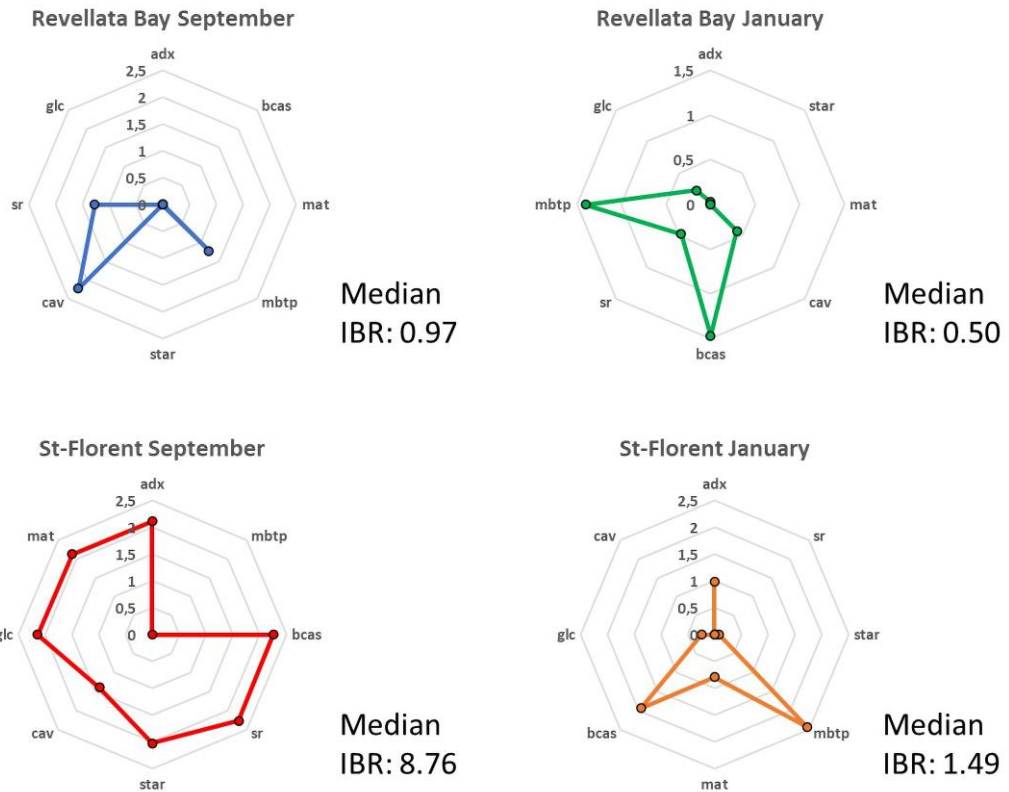 Revellata Bay September
adx
2,5
glc
bcas
2
1,5
1
0,5
sr
0
mat
cav
mbtp
star
Median
IBR: 0.97
Revellata Bay January
adx
1,5
glc
star
1
0,5
mbtp
0
mat
sr
cav
bcas
Median
IBR: 0.50
St-Florent September
adx
2,5
mat
mbtp
2
1,5
1
0,5
glc
0
bcas
cav
sr
star
Median
IBR: 8.76
St-Florent January
adx
2,5
cav
sr
2
1,5
1
0,5
glc
0
star
bcas
mbtp
mat
Median
IBR: 1.49